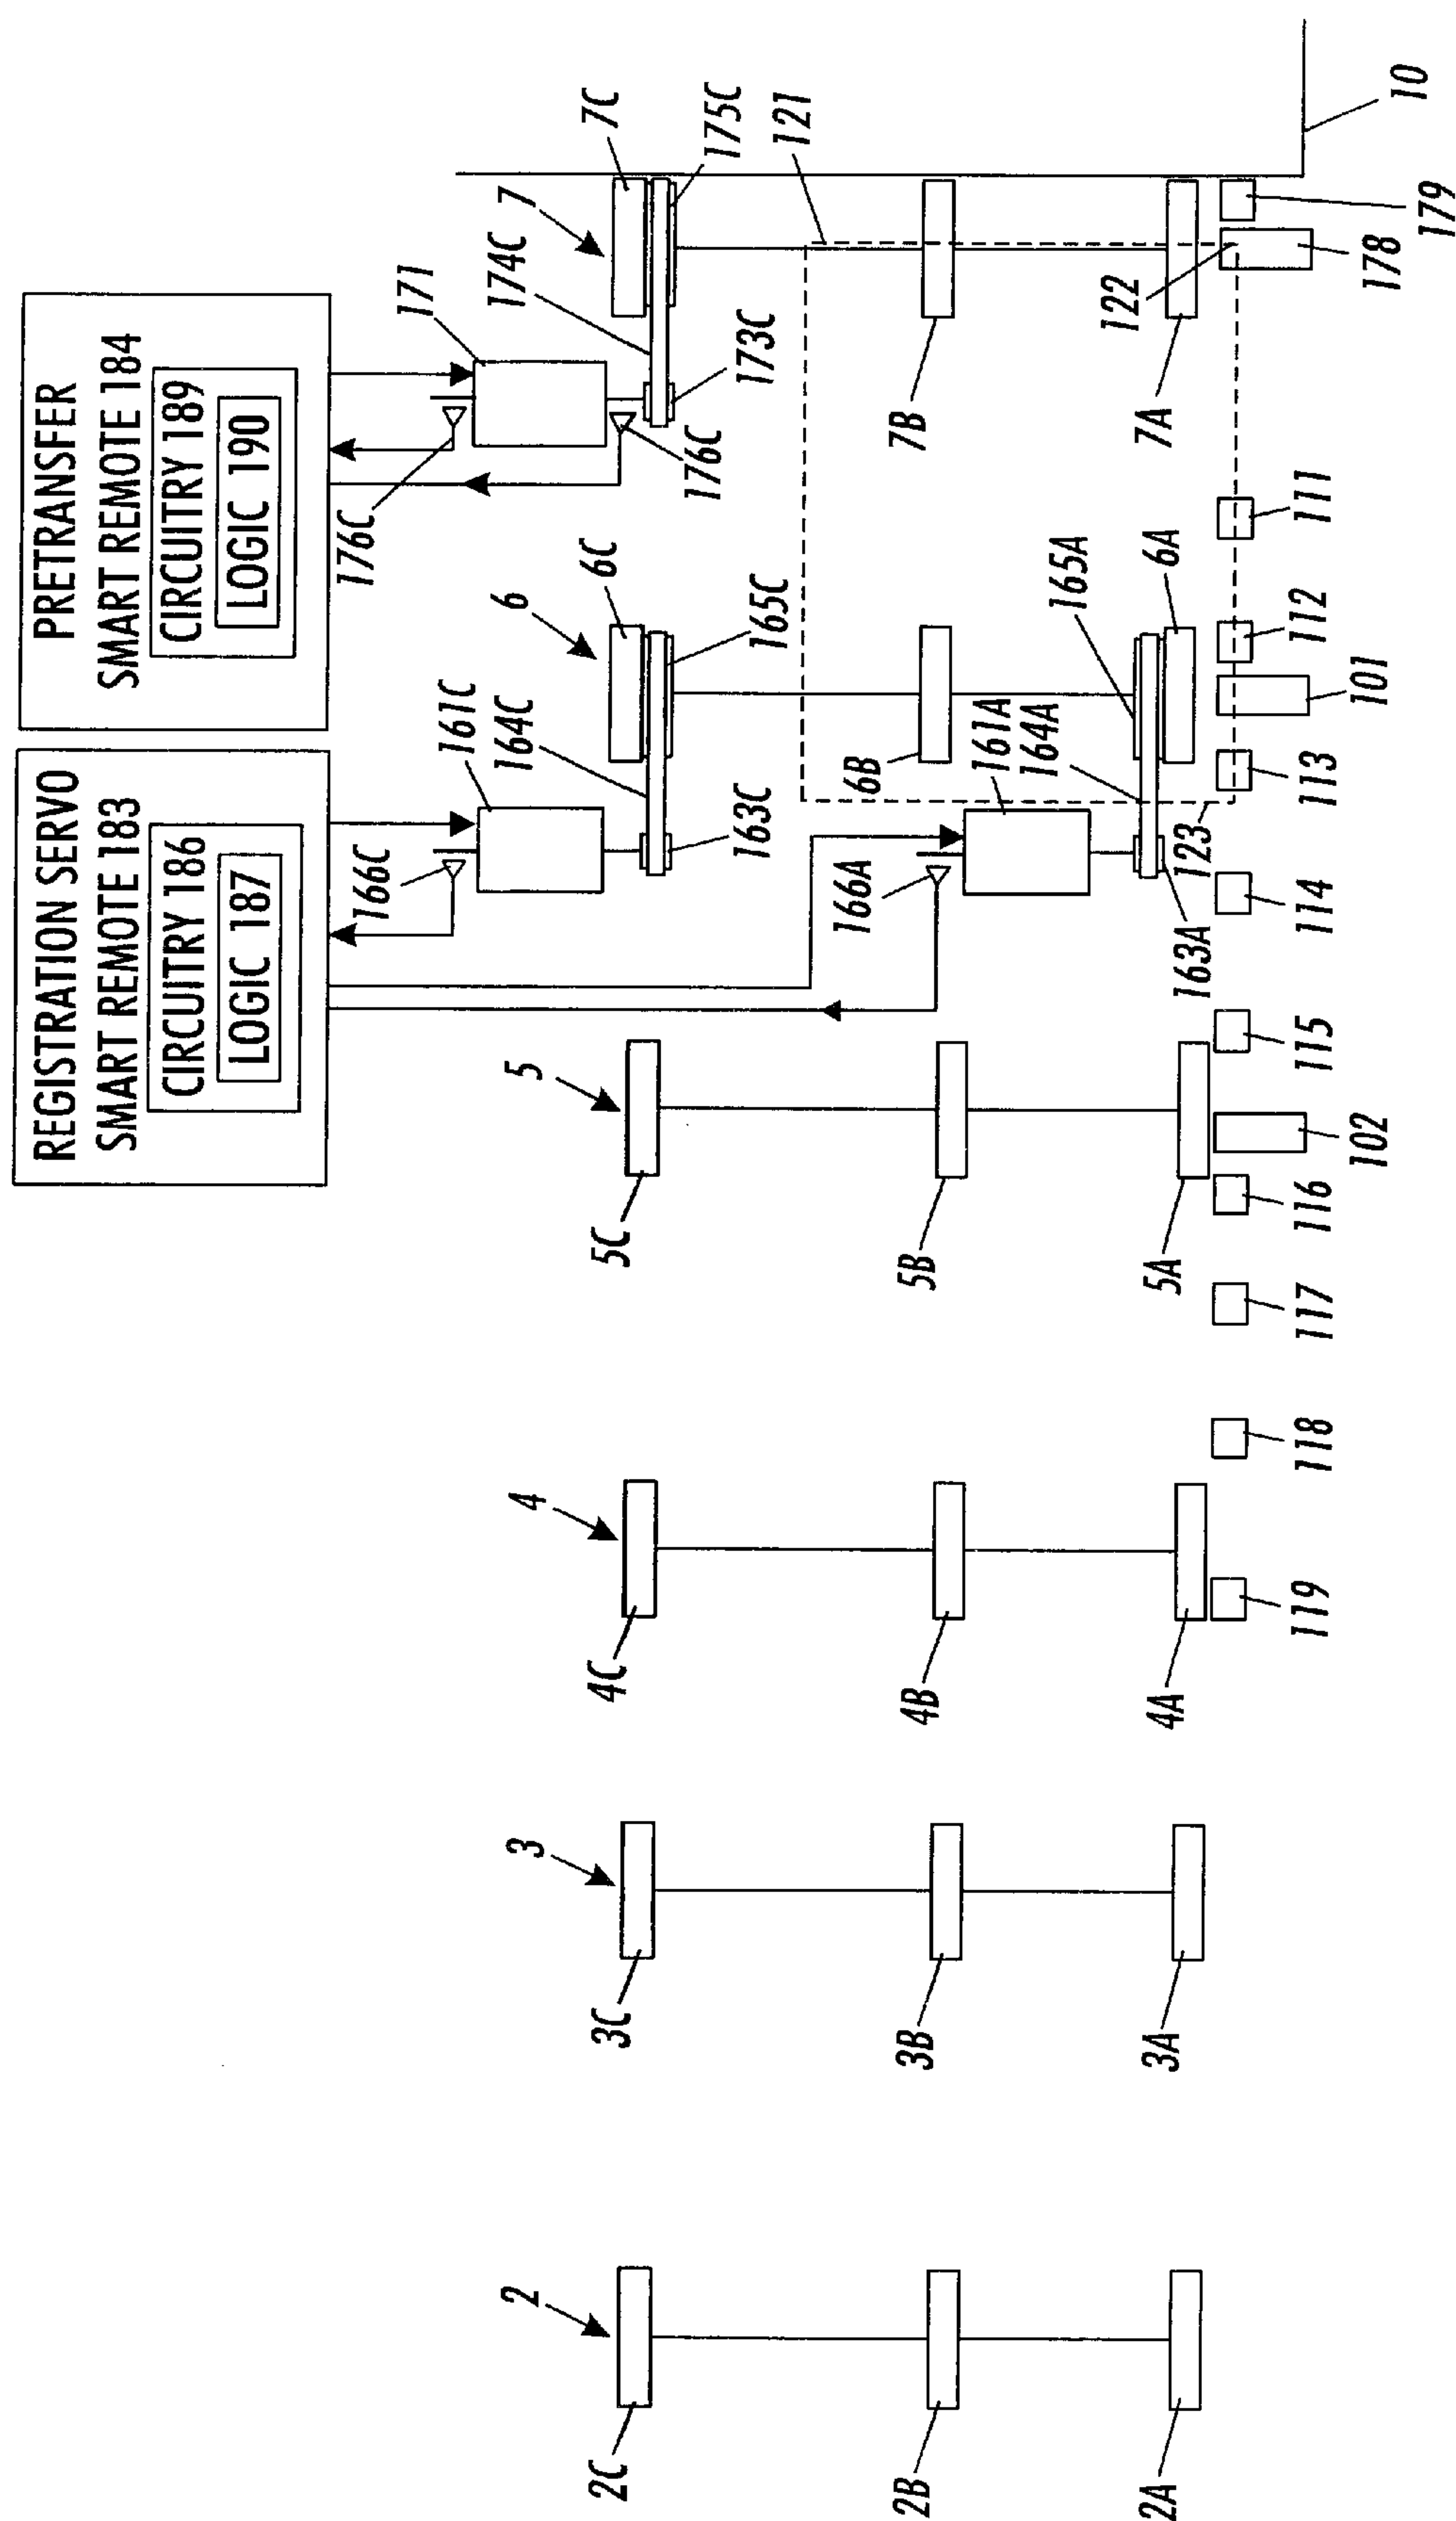 REGISTRATION SERVO
SMART REMOTE 183
CIRCUITRY 186
LOGIC 187
PRETRANSFER
SMART REMOTE 184
CIRCUITRY 189
LOGIC 190
166C
161C
164C
163C
176C
171
174C
173C
176C
2
2C
3
3C
4
4C
5
5C
6
6C
165C
7
7C
175C
121
2B
3B
4B
5B
166A
6B
161A
164A
165A
7B
2A
3A
4A
5A
163A
123
6A
7A
122
119
118
117
116
102
115
114
113
101
112
111
178
179
10